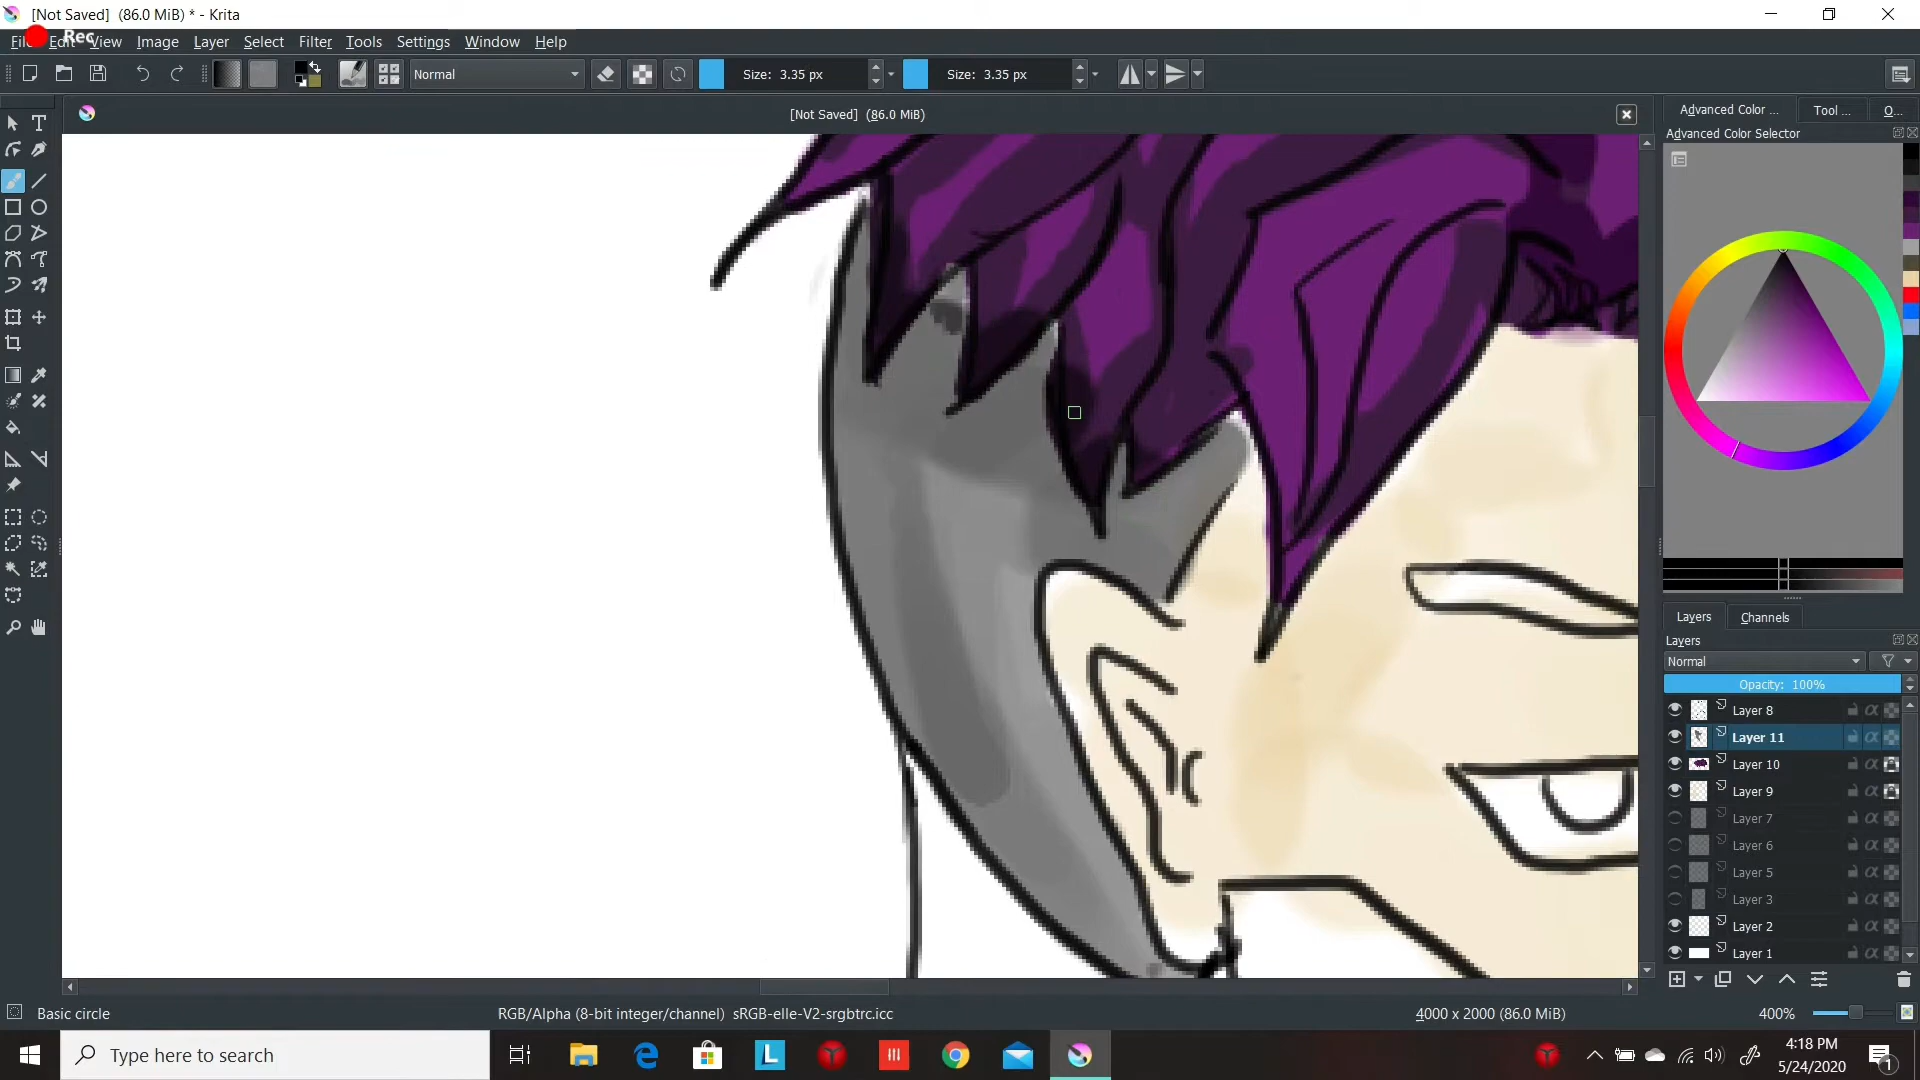 [Not Saved]  (86.0 MiB) * - Krita
Rec
File Edit View Image Layer Select Filter Tools Settings Window Help
Normal Size: 3.35 px Size: 3.35 px
[Not Saved]  (86.0 MiB)
Advanced Color ... Tool ... O...
Advanced Color Selector
Layers Channels
Layers
Normal
Opacity: 100%
Layer 8
Layer 11
Layer 10
Layer 9
Layer 7
Layer 6
Layer 5
Layer 3
Layer 2
Layer 1
Basic circle RGB/Alpha (8-bit integer/channel)  sRGB-elle-V2-srgbtrc.icc 4000 x 2000 (86.0 MiB) 400%
Type here to search
4:18 PM
5/24/2020
1